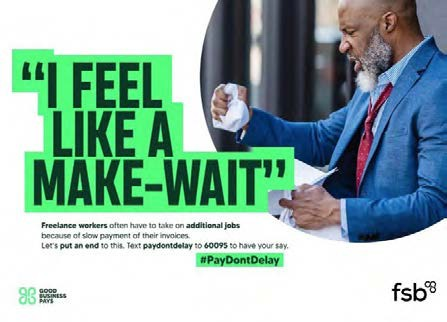 “I FEEL
LIKE A
MAKE-WAIT”
Freelance workers often have to take on additional jobs
because of slow payment of their invoices.
Let's put an end to this. Text paydontdelay to 60095 to have your say.
#PayDontDelay
GOOD
BUSINESS
PAYS
fsb